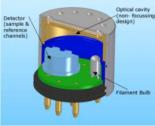 Detector
(sample &
reference
channels)
Optical cavity
(non- focussing
design)
Filament Bulb